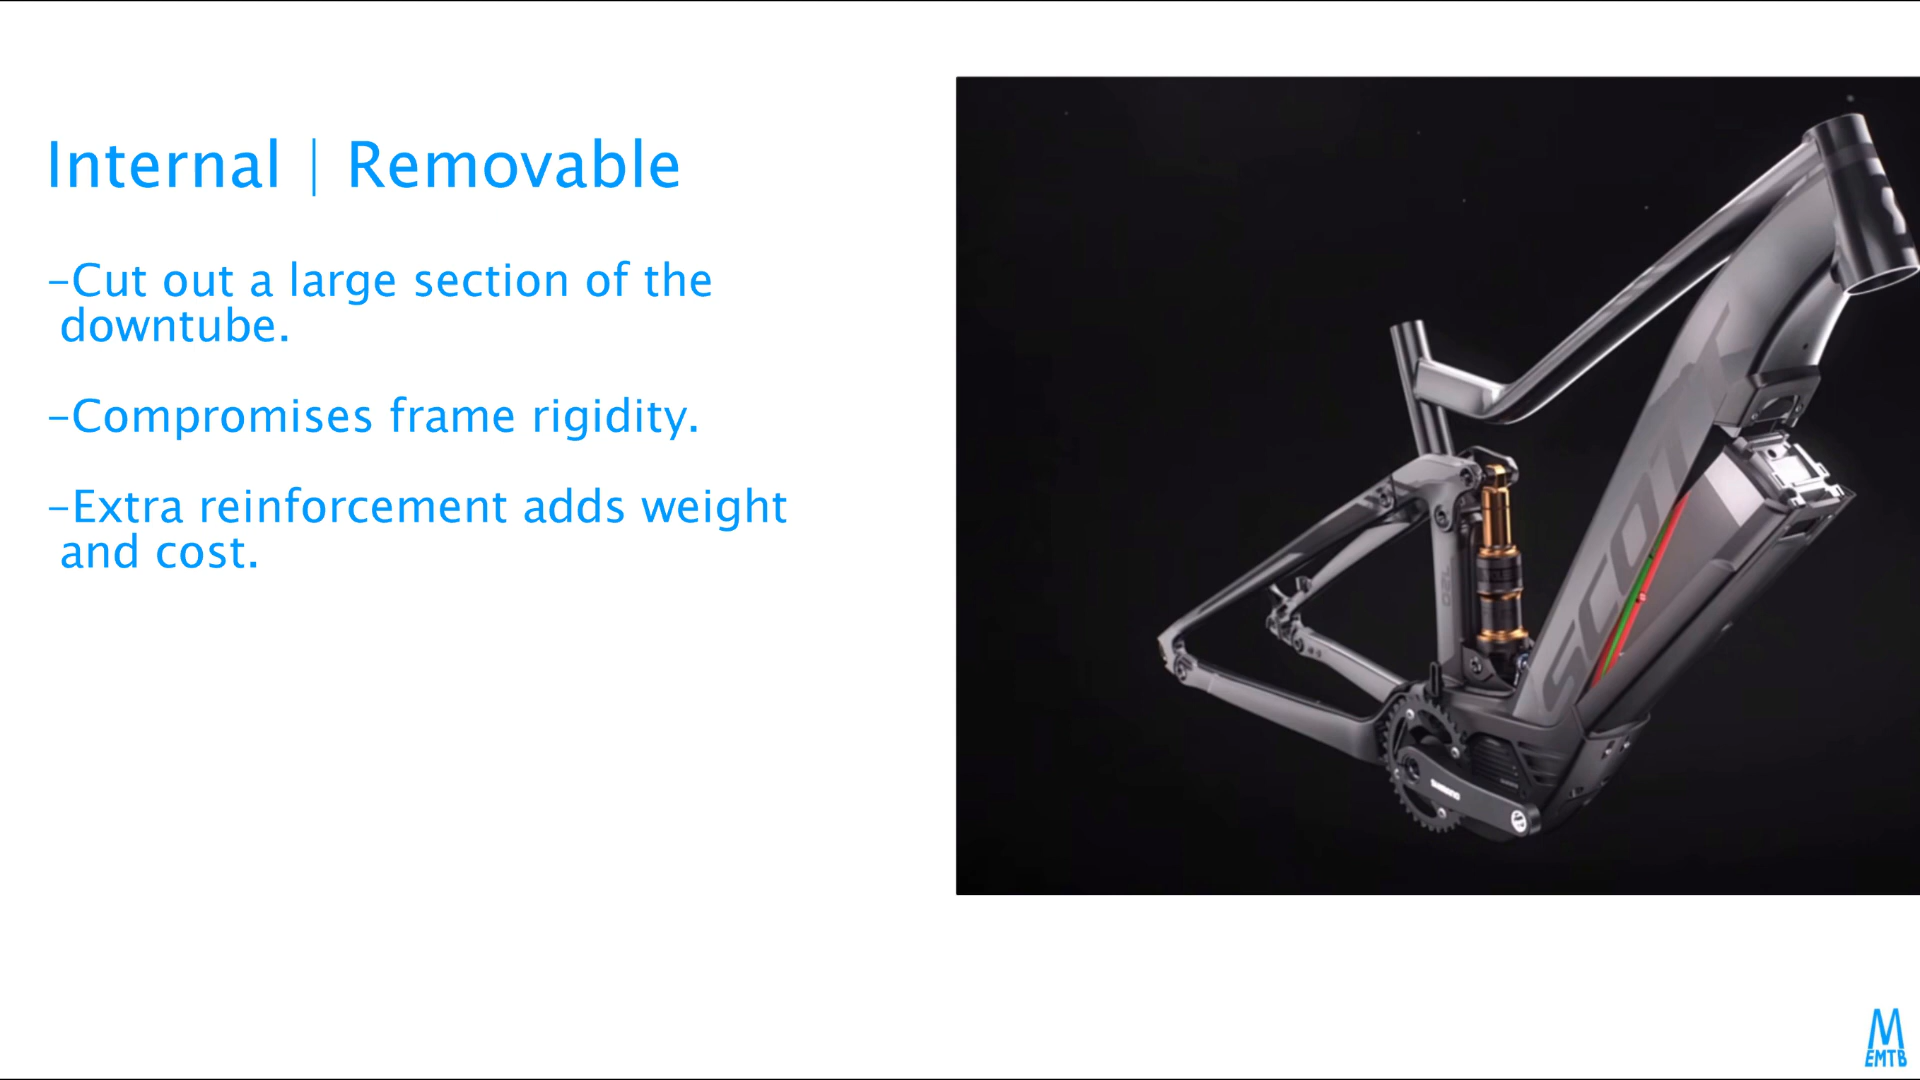 Internal | Removable
-Cut out a large section of the
downtube.
-Compromises frame rigidity.
-Extra reinforcement adds weight
and cost.
SCOTT
SHIMANO
M
EMTB